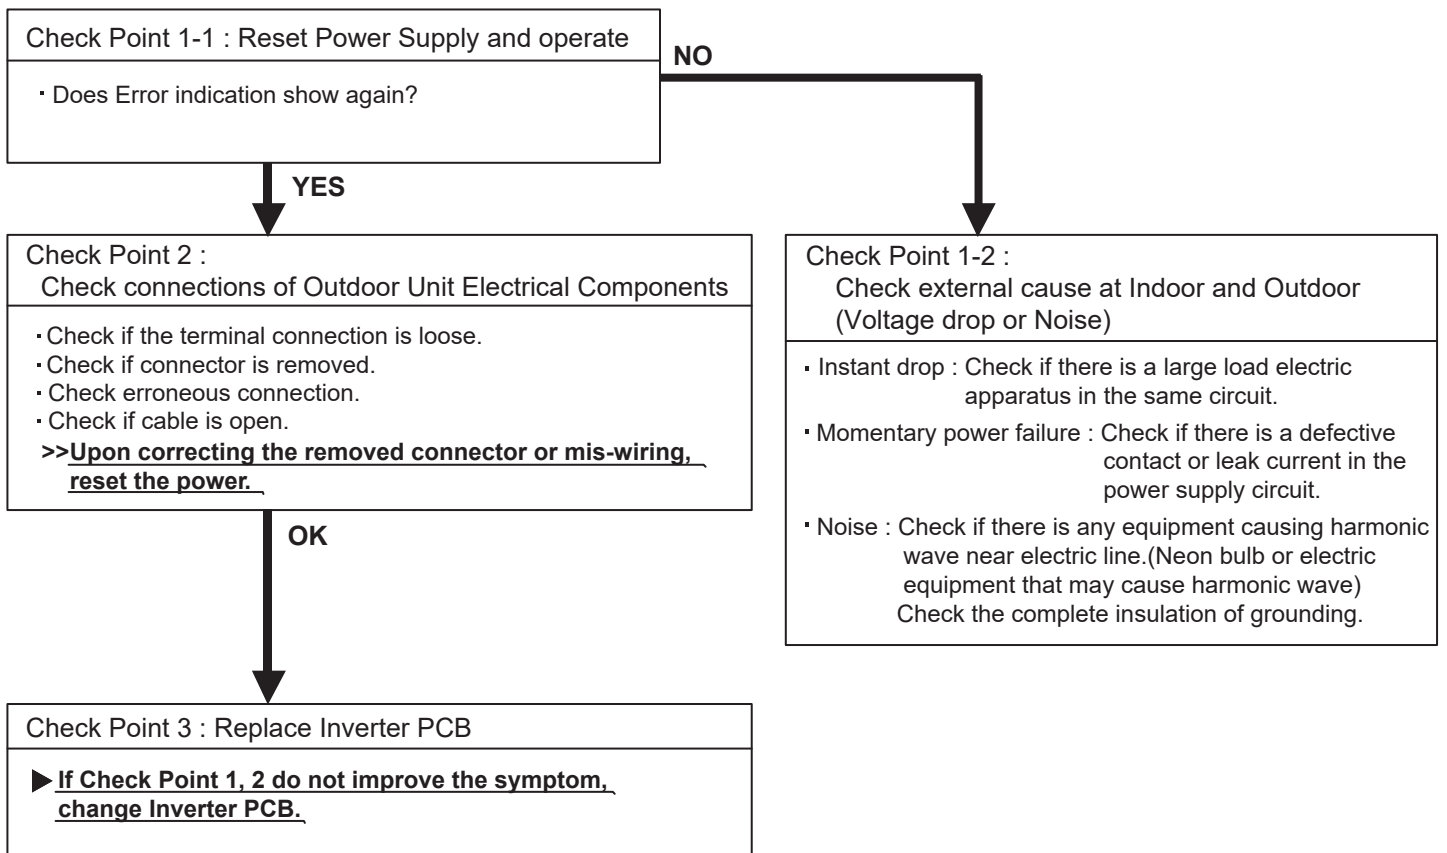 Check Point 1-1 : Reset Power Supply and operate
· Does Error indication show again?
NO
YES
Check Point 2 :
Check connections of Outdoor Unit Electrical Components
· Check if the terminal connection is loose.
· Check if connector is removed.
· Check erroneous connection.
· Check if cable is open.
>>Upon correcting the removed connector or mis-wiring,
reset the power.
OK
Check Point 3 : Replace Inverter PCB
▶ If Check Point 1, 2 do not improve the symptom,
change Inverter PCB.
Check Point 1-2 :
Check external cause at Indoor and Outdoor
(Voltage drop or Noise)
· Instant drop : Check if there is a large load electric
apparatus in the same circuit.
· Momentary power failure : Check if there is a defective
contact or leak current in the
power supply circuit.
· Noise : Check if there is any equipment causing harmonic
wave near electric line.(Neon bulb or electric
equipment that may cause harmonic wave)
Check the complete insulation of grounding.